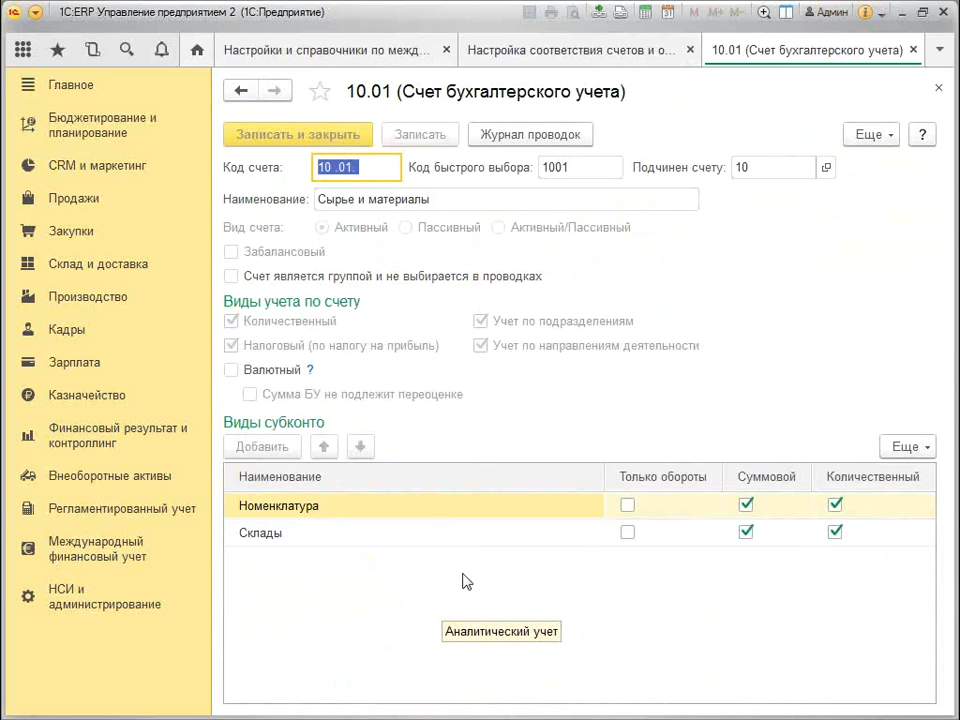 1С:ERP Управление предприятием 2 (1С:Предприятие)
M M+ M-
Админ
Настройки и справочники по межд...
Настройка соответствия счетов и о...
10.01 (Счет бухгалтерского учета)
Главное
Бюджетирование и
планирование
CRM и маркетинг
Продажи
Закупки
Склад и доставка
Производство
Кадры
Зарплата
Казначейство
Финансовый результат и
контроллинг
Внеоборотные активы
Регламентированный учет
Международный
финансовый учет
НСИ и
администрирование
10.01 (Счет бухгалтерского учета)
Записать и закрыть
Записать
Журнал проводок
Еще
?
Код счета: 10 .01. Код быстрого выбора: 1001 Подчинен счету: 10
Наименование: Сырье и материалы
Вид счета: Активный Пассивный Активный/Пассивный
Забалансовый
Счет является группой и не выбирается в проводках
Виды учета по счету
Количественный Учет по подразделениям
Налоговый (по налогу на прибыль) Учет по направлениям деятельности
Валютный ?
Сумма БУ не подлежит переоценке
Виды субконто
Добавить
Еще
Наименование Только обороты Суммовой Количественный
Номенклатура
Склады
Аналитический учет